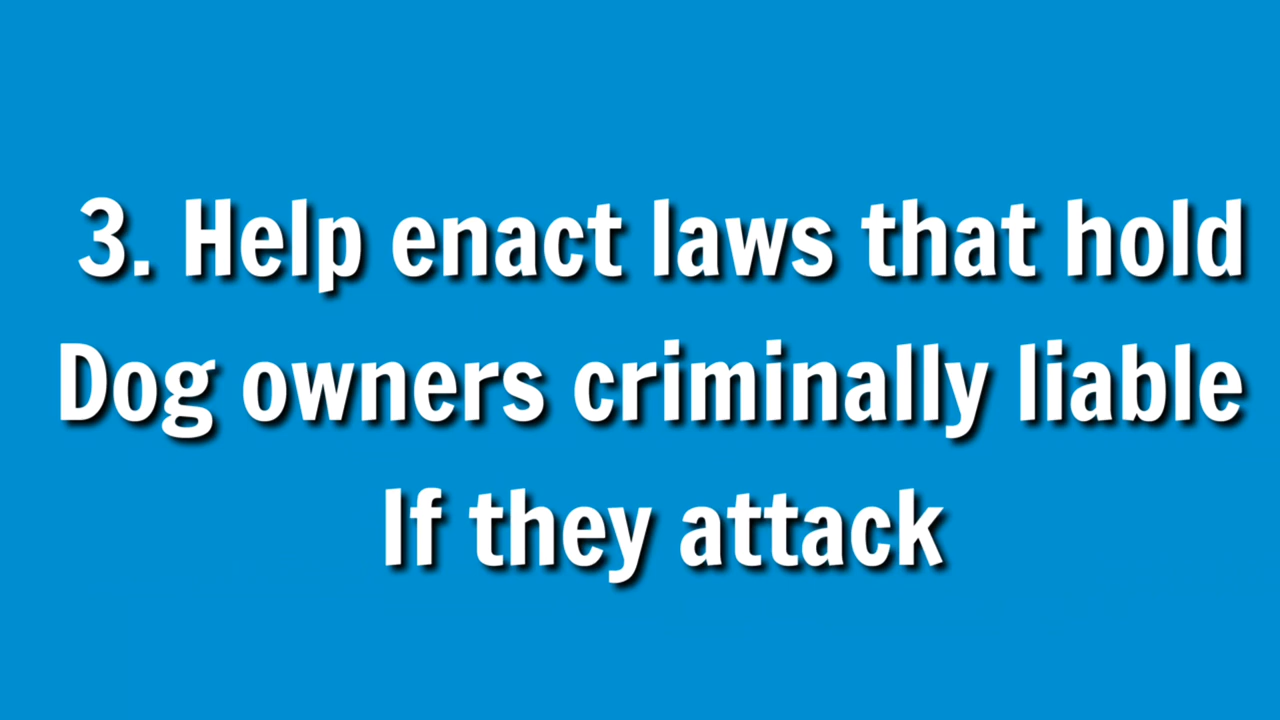 3. Help enact laws that hold
Dog owners criminally liable
If they attack